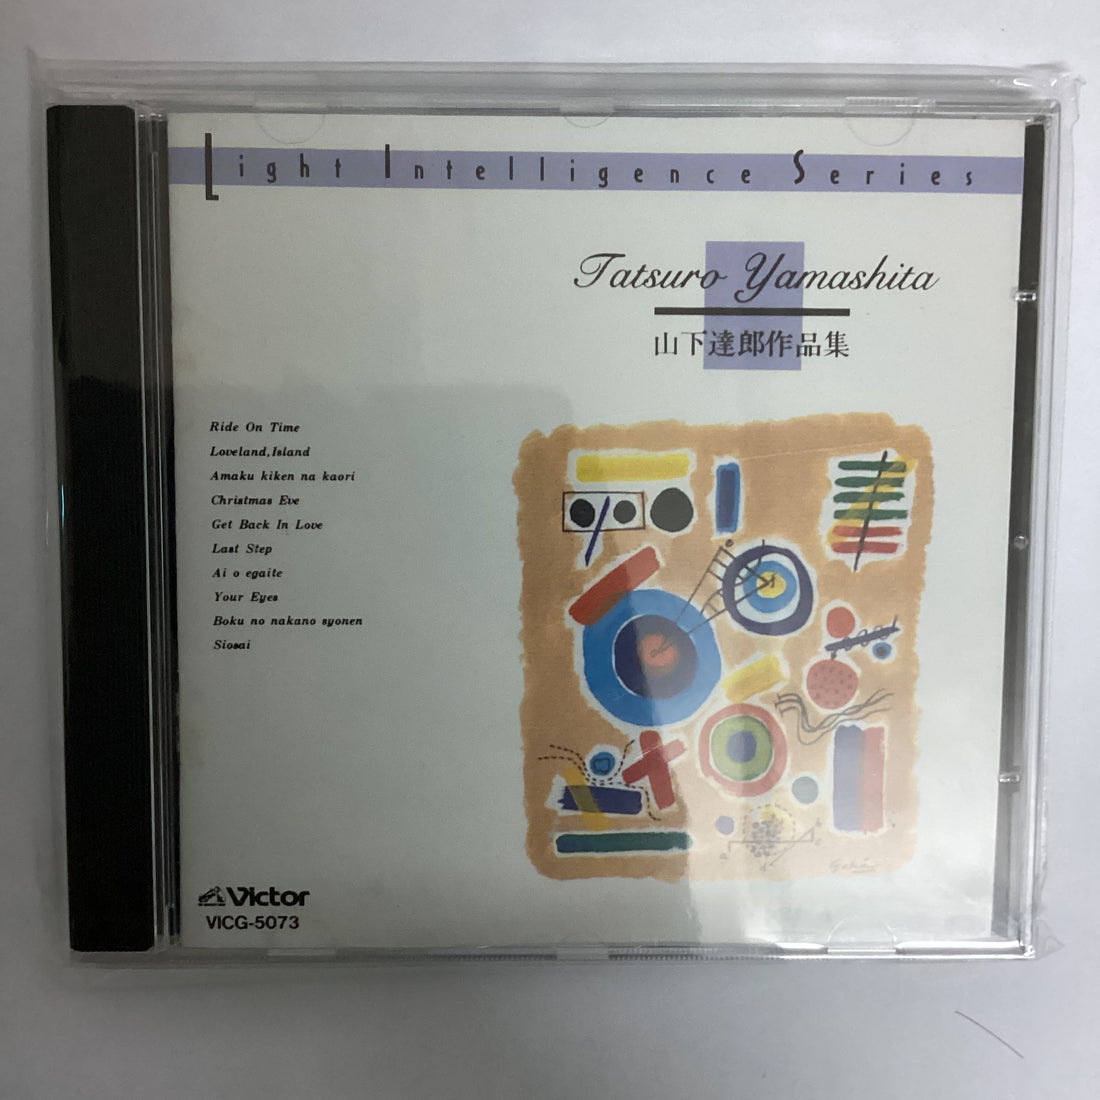 Light Intelligence Series
Tatsuro Yamashita
山下達郎作品集
Ride On Time
Loveland, Island
Amaku kiken na kaori
Christmas Eve
Get Back In Love
Last Step
Ai o egaite
Your Eyes
Boku no nakano syonen
Siosai
Victor
VICG-5073